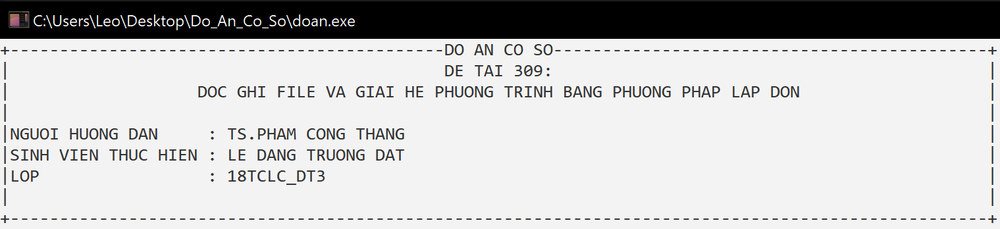 C:\Users\Leo\Desktop\Do_An_Co_So\doan.exe
+--------------------------------------------DO AN CO SO--------------------------------------------+
| DE TAI 309: |
| DOC GHI FILE VA GIAI HE PHUONG TRINH BANG PHUONG PHAP LAP DON |
| |
|NGUOI HUONG DAN : TS.PHAM CONG THANG |
|SINH VIEN THUC HIEN : LE DANG TRUONG DAT |
|LOP : 18TCLC_DT3 |
| |
+---------------------------------------------------------------------------------------------------+